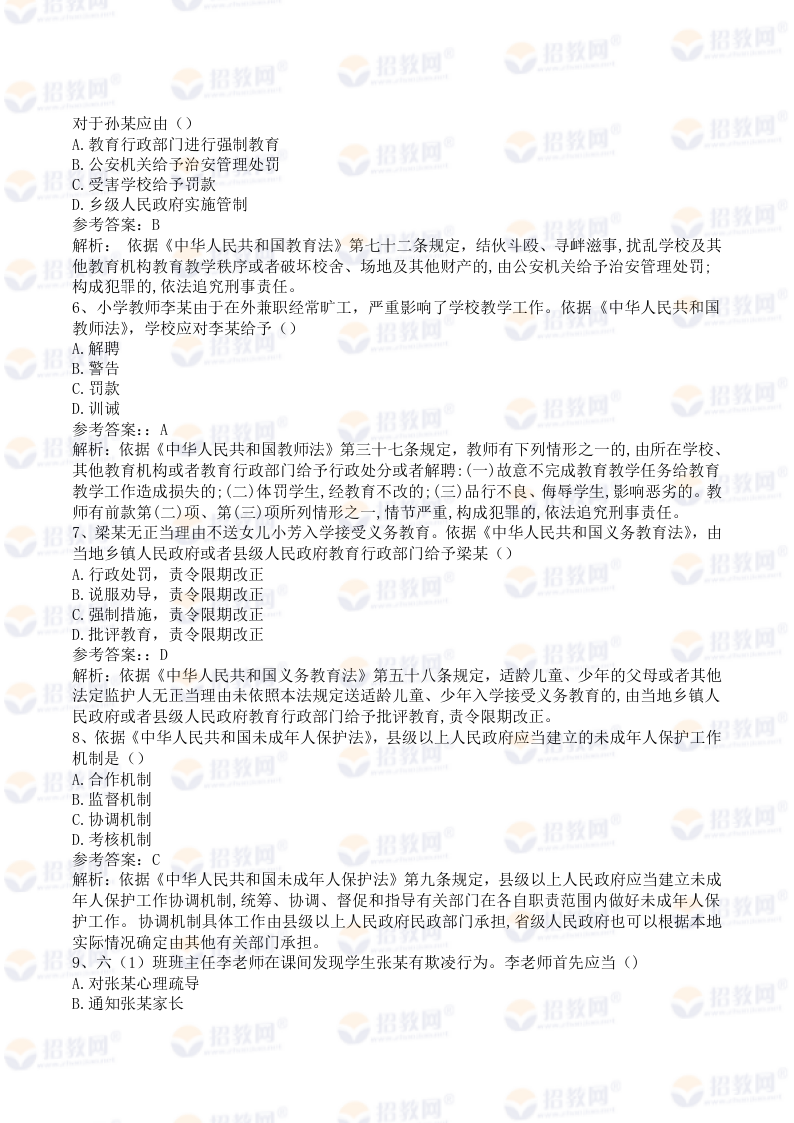 对于孙某应由（）
A.教育行政部门进行强制教育
B.公安机关给予治安管理处罚
C.受害学校给予罚款
D.乡级人民政府实施管制
参考答案：B
解析： 依据《中华人民共和国教育法》第七十二条规定，结伙斗殴、寻衅滋事,扰乱学校及其
他教育机构教育教学秩序或者破坏校舍、场地及其他财产的,由公安机关给予治安管理处罚;
构成犯罪的,依法追究刑事责任。
6、小学教师李某由于在外兼职经常旷工，严重影响了学校教学工作。依据《中华人民共和国
教师法》，学校应对李某给予（）
A.解聘
B.警告
C.罚款
D.训诫
参考答案：：A
解析：依据《中华人民共和国教师法》第三十七条规定，教师有下列情形之一的,由所在学校、
其他教育机构或者教育行政部门给予行政处分或者解聘:(一)故意不完成教育教学任务给教育
教学工作造成损失的;(二)体罚学生,经教育不改的;(三)品行不良、侮辱学生,影响恶劣的。教
师有前款第(二)项、第(三)项所列情形之一,情节严重,构成犯罪的,依法追究刑事责任。
7、梁某无正当理由不送女儿小芳入学接受义务教育。依据《中华人民共和国义务教育法》，由
当地乡镇人民政府或者县级人民政府教育行政部门给予梁某（）
A.行政处罚，责令限期改正
B.说服劝导，责令限期改正
C.强制措施，责令限期改正
D.批评教育，责令限期改正
参考答案：：D
解析：依据《中华人民共和国义务教育法》第五十八条规定，适龄儿童、少年的父母或者其他
法定监护人无正当理由未依照本法规定送适龄儿童、少年入学接受义务教育的,由当地乡镇人
民政府或者县级人民政府教育行政部门给予批评教育,责令限期改正。
8、依据《中华人民共和国未成年人保护法》，县级以上人民政府应当建立的未成年人保护工作
机制是（）
A.合作机制
B.监督机制
C.协调机制
D.考核机制
参考答案：C
解析：依据《中华人民共和国未成年人保护法》第九条规定，县级以上人民政府应当建立未成
年人保护工作协调机制,统筹、协调、督促和指导有关部门在各自职责范围内做好未成年人保
护工作。协调机制具体工作由县级以上人民政府民政部门承担,省级人民政府也可以根据本地
实际情况确定由其他有关部门承担。
9、六（1）班班主任李老师在课间发现学生张某有欺凌行为。李老师首先应当（）
A.对张某心理疏导
B.通知张某家长